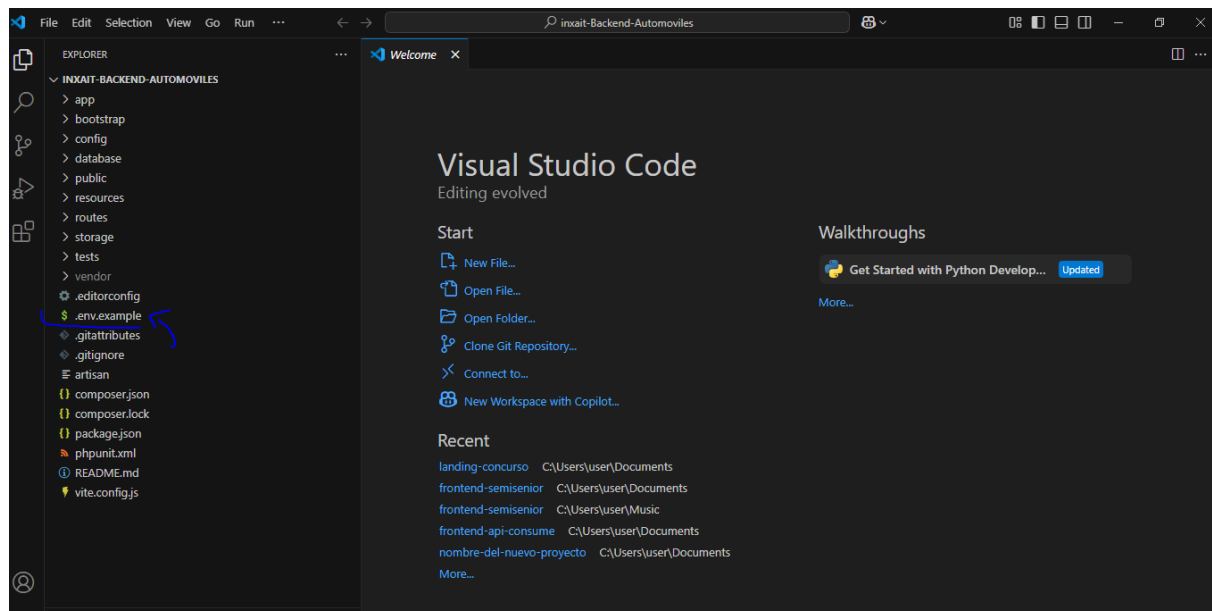 File Edit Selection View Go Run ··· ← → inxait-Backend-Automoviles
EXPLORER ···
Welcome ×
INXAIT-BACKEND-AUTOMOVILES
> app
> bootstrap
> config
> database
> public
> resources
> routes
> storage
> tests
> vendor
.editorconfig
$ .env.example
.gitattributes
.gitignore
artisan
{} composer.json
{} composer.lock
{} package.json
phpunit.xml
README.md
vite.config.js
Visual Studio Code
Editing evolved
Start
New File...
Open File...
Open Folder...
Clone Git Repository...
Connect to...
New Workspace with Copilot...
Recent
landing-concurso C:\Users\user\Documents
frontend-semisenior C:\Users\user\Documents
frontend-semisenior C:\Users\user\Music
frontend-api-consume C:\Users\user\Documents
nombre-del-nuevo-proyecto C:\Users\user\Documents
More...
Walkthroughs
Get Started with Python Develop... Updated
More...